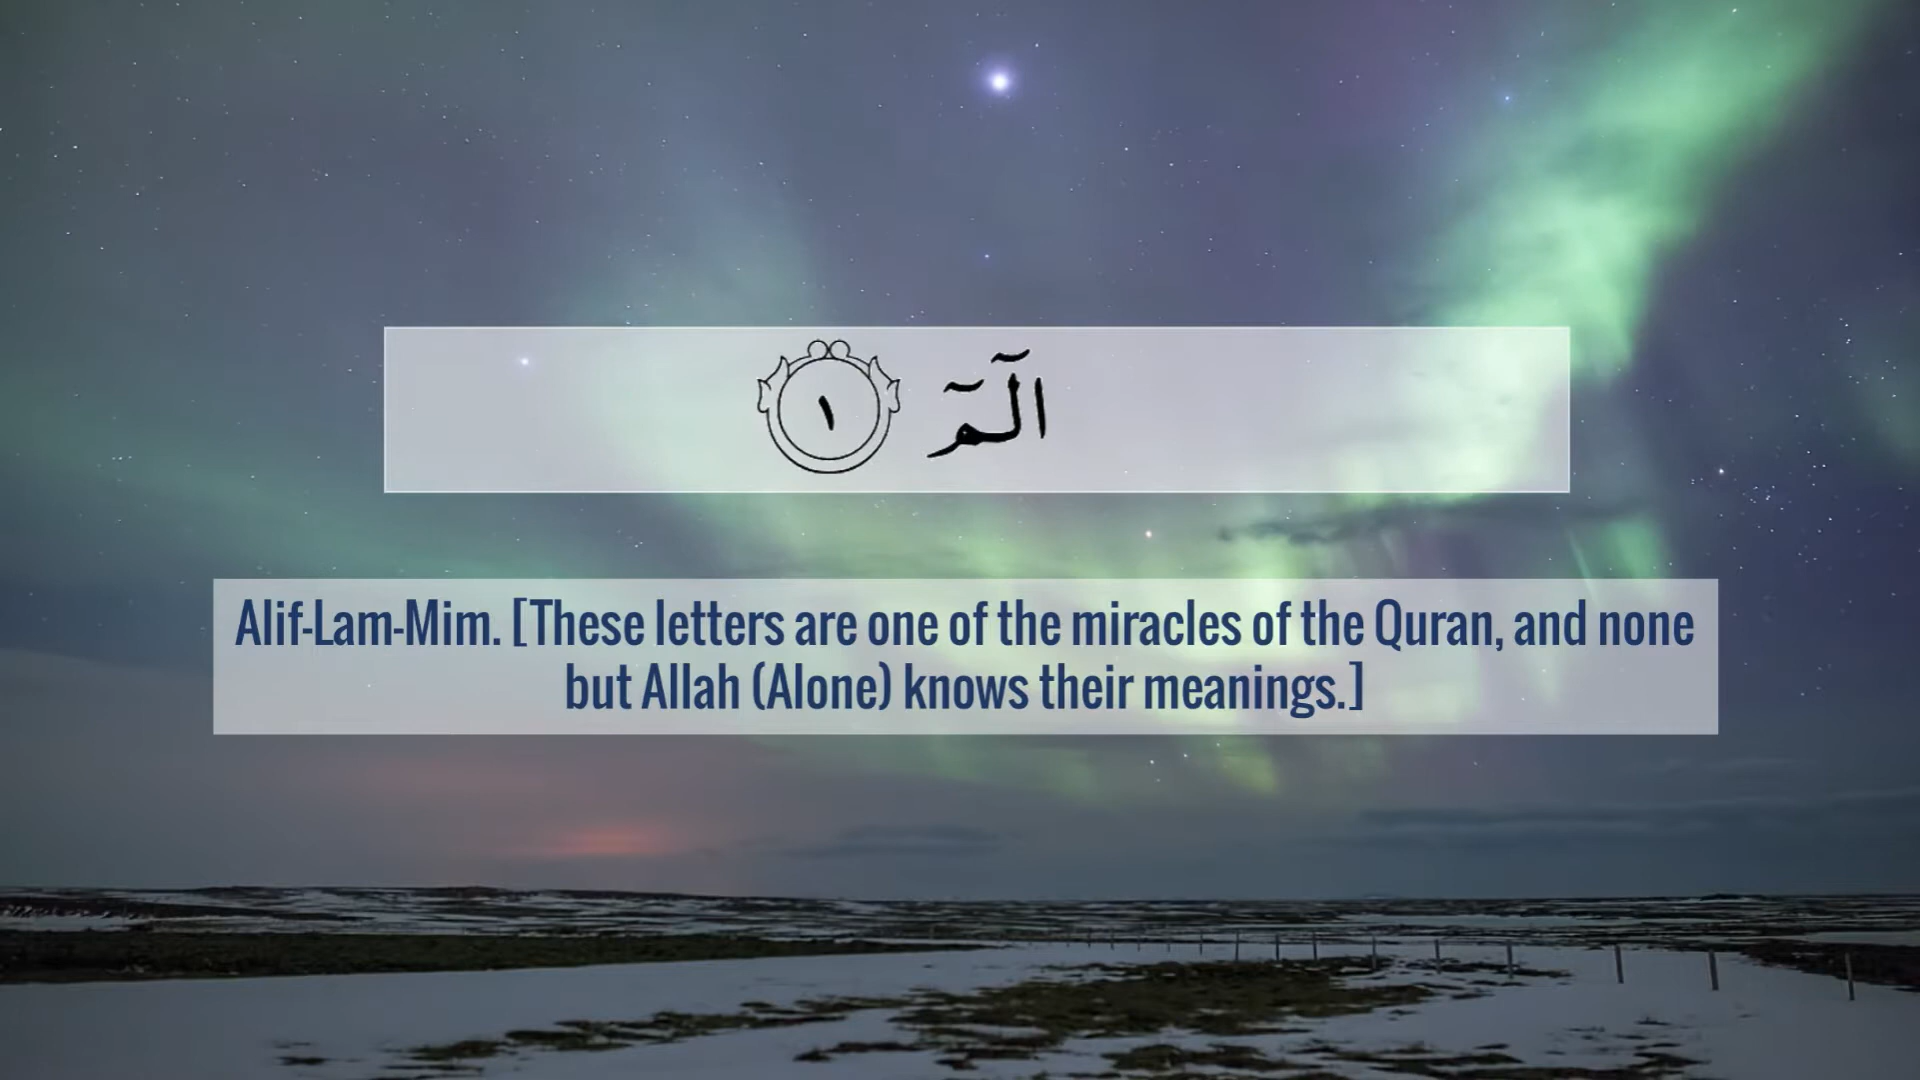 الٓمٓ ١
Alif-Lam-Mim. [These letters are one of the miracles of the Quran, and none
but Allah (Alone) knows their meanings.]